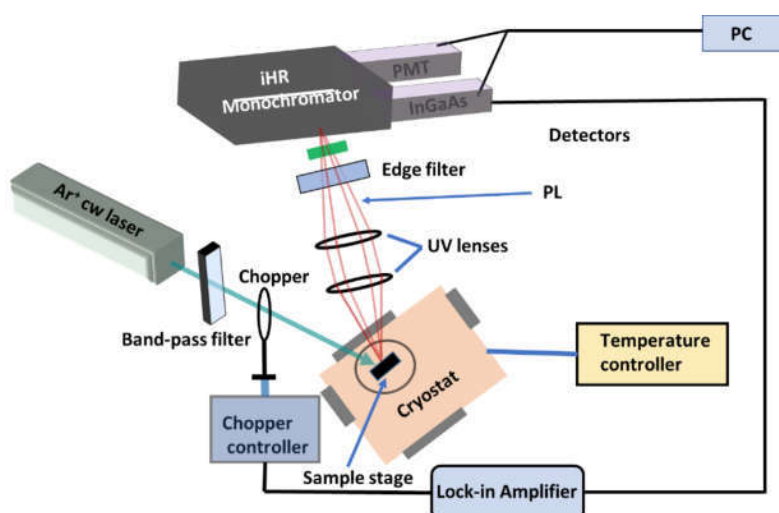 PC
iHR
Monochromator
PMT
InGaAs
Detectors
Edge filter
PL
Ar⁺ cw laser
UV lenses
Chopper
Band-pass filter
Temperature
controller
Cryostat
Chopper
controller
Sample stage
Lock-in Amplifier